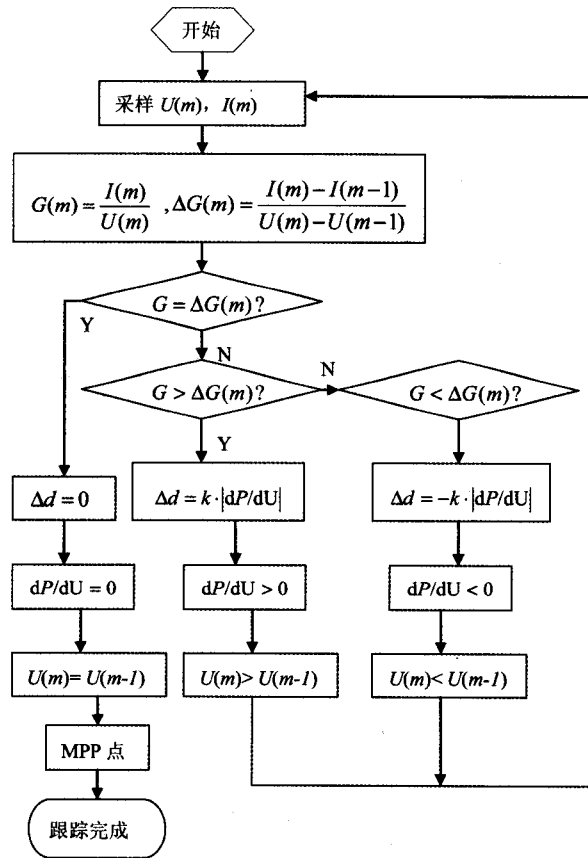 开始
采样 U(m), I(m)
G(m)=I(m)/U(m) ,ΔG(m)=(I(m)-I(m-1))/(U(m)-U(m-1))
G=ΔG(m)?
Y
N
G>ΔG(m)?
N
G<ΔG(m)?
Y
Δd=0
Δd=k·|dP/dU|
Δd=-k·|dP/dU|
dP/dU=0
dP/dU>0
dP/dU<0
U(m)=U(m-1)
U(m)>U(m-1)
U(m)<U(m-1)
MPP 点
跟踪完成